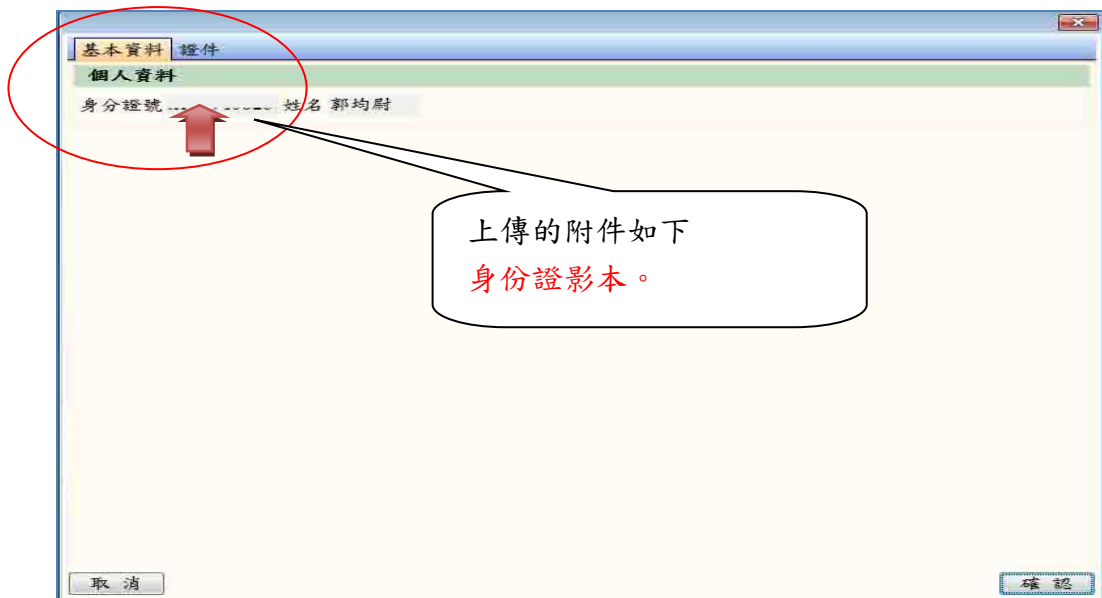 基本資料 證件
個人資料
身分證號 姓名 郭均尉
上傳的附件如下
身份證影本。
取 消 確 認